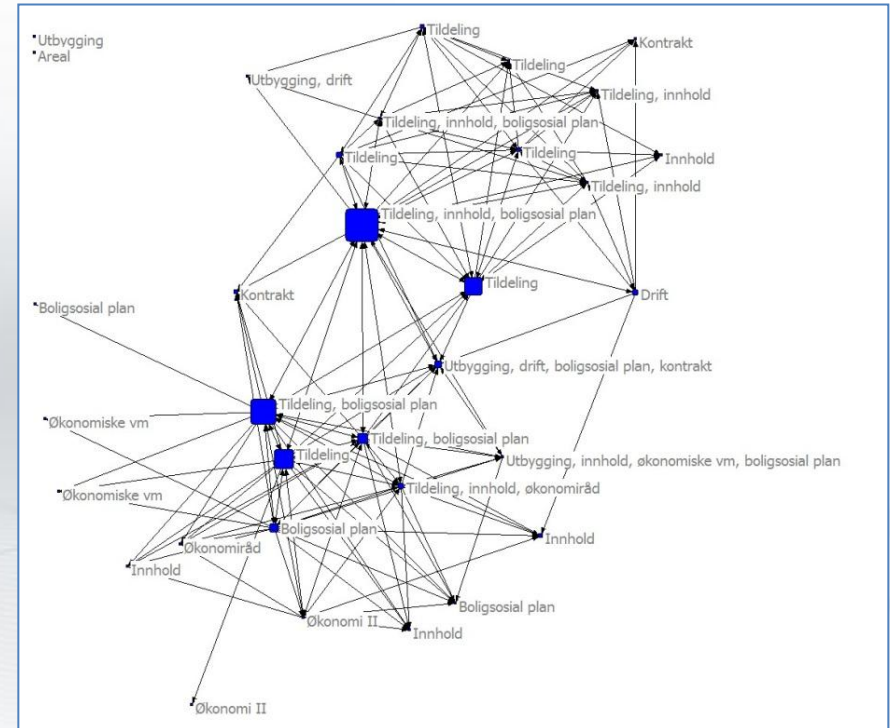 Utbygging
Areal
Tildeling
Kontrakt
Tildeling
Utbygging, drift
Tildeling, innhold
Tildeling, innhold, boligsosial plan
Tildeling
Tildeling
Innhold
Tildeling, innhold
Tildeling, innhold, boligsosial plan
Tildeling
Kontrakt
Drift
Boligsosial plan
Utbygging, drift, boligsosial plan, kontrakt
Tildeling, boligsosial plan
Økonomiske vm
Tildeling, boligsosial plan
Tildeling
Utbygging, innhold, økonomiske vm, boligsosial plan
Tildeling, innhold, økonomiråd
Økonomiske vm
Boligsosial plan
Innhold
Økonomiråd
Innhold
Boligsosial plan
Økonomi II
Innhold
Økonomi II